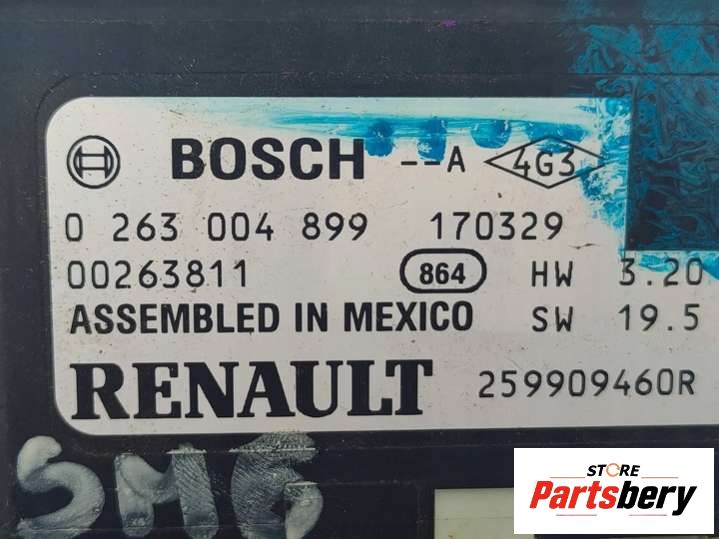 BOSCH --A 4G3
0 263 004 899 170329
00263811 864 HW 3.20
ASSEMBLED IN MEXICO SW 19.5
RENAULT 259909460R
SMB
STORE
Partsbery